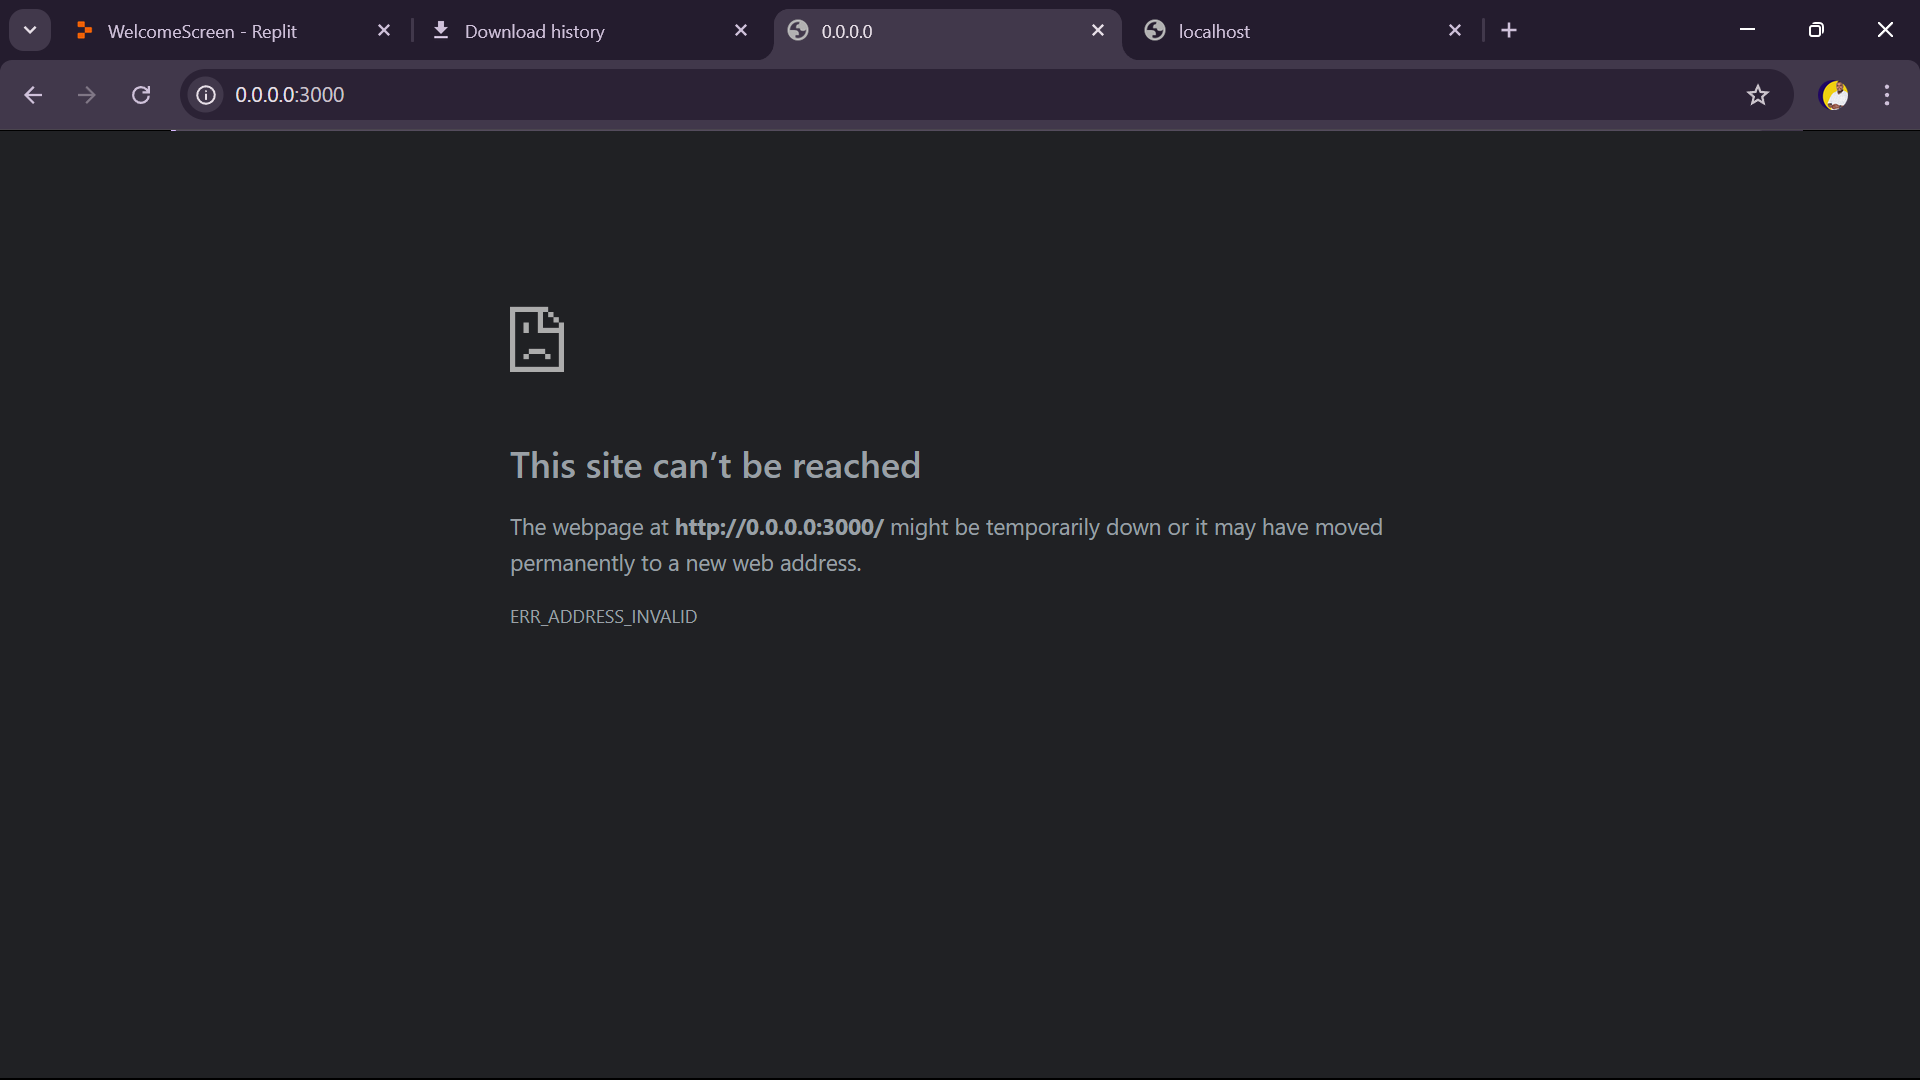 WelcomeScreen - Replit
Download history
0.0.0.0
localhost
0.0.0.0:3000
This site can’t be reached
The webpage at http://0.0.0.0:3000/ might be temporarily down or it may have moved
permanently to a new web address.
ERR_ADDRESS_INVALID